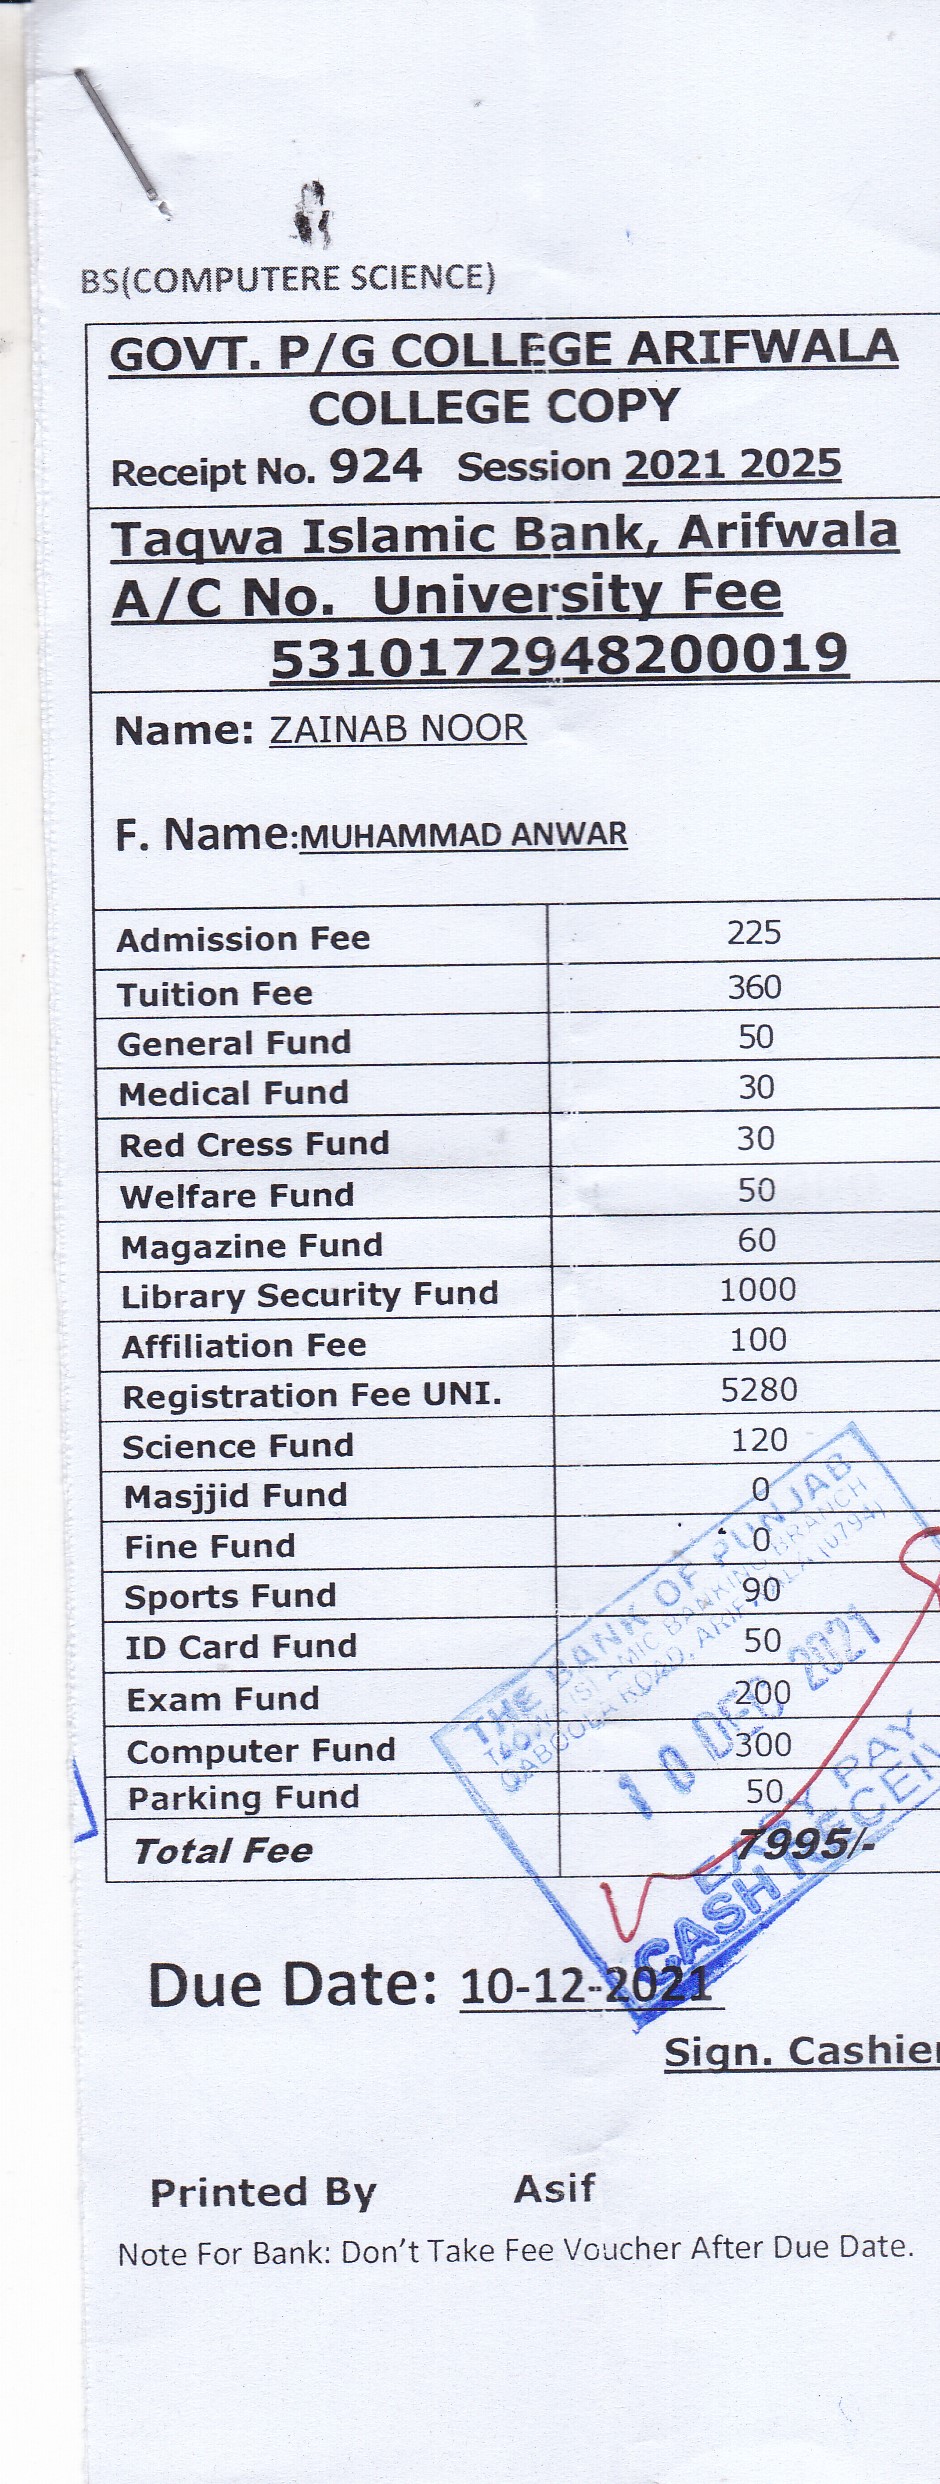 BS(COMPUTERE SCIENCE)
GOVT. P/G COLLEGE ARIFWALA
COLLEGE COPY
Receipt No. 924 Session 2021 2025
Taqwa Islamic Bank, Arifwala
A/C No. University Fee
5310172948200019
Name: ZAINAB NOOR
F. Name:MUHAMMAD ANWAR
Admission Fee 225
Tuition Fee 360
General Fund 50
Medical Fund 30
Red Cress Fund 30
Welfare Fund 50
Magazine Fund 60
Library Security Fund 1000
Affiliation Fee 100
Registration Fee UNI. 5280
Science Fund 120
Masjjid Fund 0
Fine Fund 0
Sports Fund 90
ID Card Fund 50
Exam Fund 200
Computer Fund 300
Parking Fund 50
Total Fee 7995/-
THE BANK OF PUNJAB
TAQWA ISLAMIC BANKING BRANCH
QABOOLA ROAD, ARIFWALA (0794)
10 DEC 2021
EASY PAY
CASH RECEIV
Due Date: 10-12-2021
Sign. Cashier
Printed By Asif
Note For Bank: Don't Take Fee Voucher After Due Date.